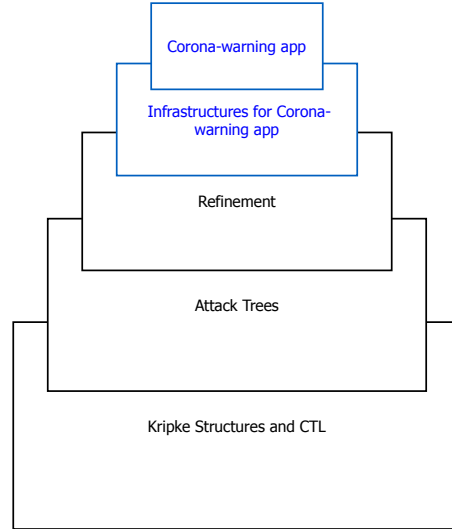 Corona-warning app
Infrastructures for Corona-
warning app
Refinement
Attack Trees
Kripke Structures and CTL